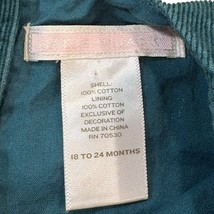 SHELL:
100% COTTON
LINING
100% COTTON
EXCLUSIVE OF
DECORATION
MADE IN CHINA
RN 70530
18 TO 24 MONTHS